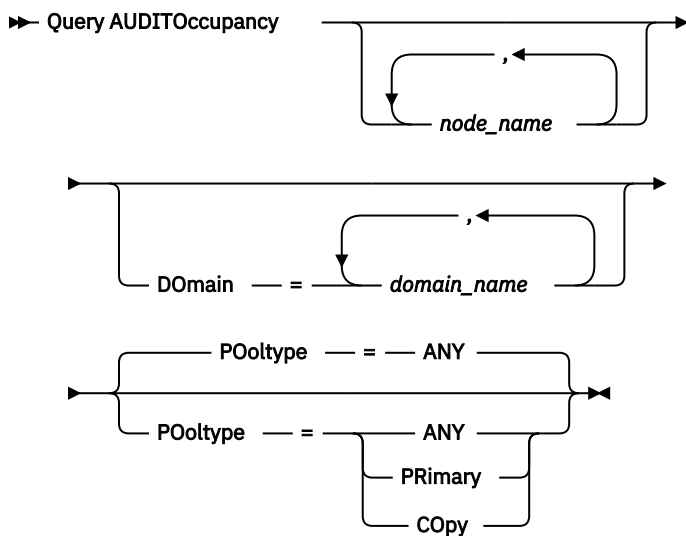 Query AUDITOccupancy
,
node_name
,
DOmain = domain_name
POoltype = ANY
POoltype = ANY
PRimary
COpy